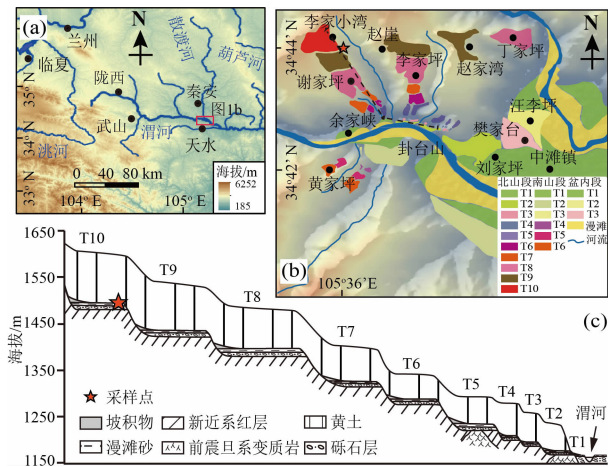 (a)
兰州
临夏
陇西
武山
渭河
洮河
散渡河
葫芦河
秦安
图1b
天水
N
35° N
34° N
33° N
104° E
105° E
0 40 80 km
海拔/m
6252
185
(b)
N
李家小湾
赵崖
李家坪
赵家湾
丁家坪
谢家坪
汪李坪
余家峡
樊家台
卦台山
刘家坪
中滩镇
黄家坪
34°44′ N
34°42′ N
105°36′E
北山段 南山段 盆内段
T1 T1 T1
T2 T2 T2
T3 T3 T3
T4 T4 漫滩
T5 T5 河流
T6 T6
T7
T8
T9
T10
(c)
海拔/m
1650
1550
1450
1350
1250
1150
T10
T9
T8
T7
T6
T5
T4
T3
T2
T1
渭河
采样点
坡积物 新近系红层 黄土
漫滩砂 前震旦系变质岩 砾石层